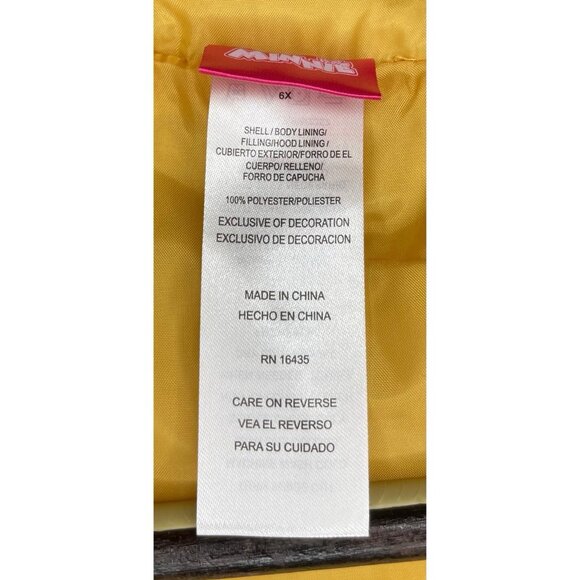 MINNIE
6X
SHELL/BODY LINING/
FILLING/HOOD LINING/
CUBIERTO EXTERIOR/FORRO DE EL
CUERPO/RELLENO/
FORRO DE CAPUCHA
100% POLYESTER/POLIESTER
EXCLUSIVE OF DECORATION
EXCLUSIVO DE DECORACION
MADE IN CHINA
HECHO EN CHINA
RN 16435
CARE ON REVERSE
VEA EL REVERSO
PARA SU CUIDADO